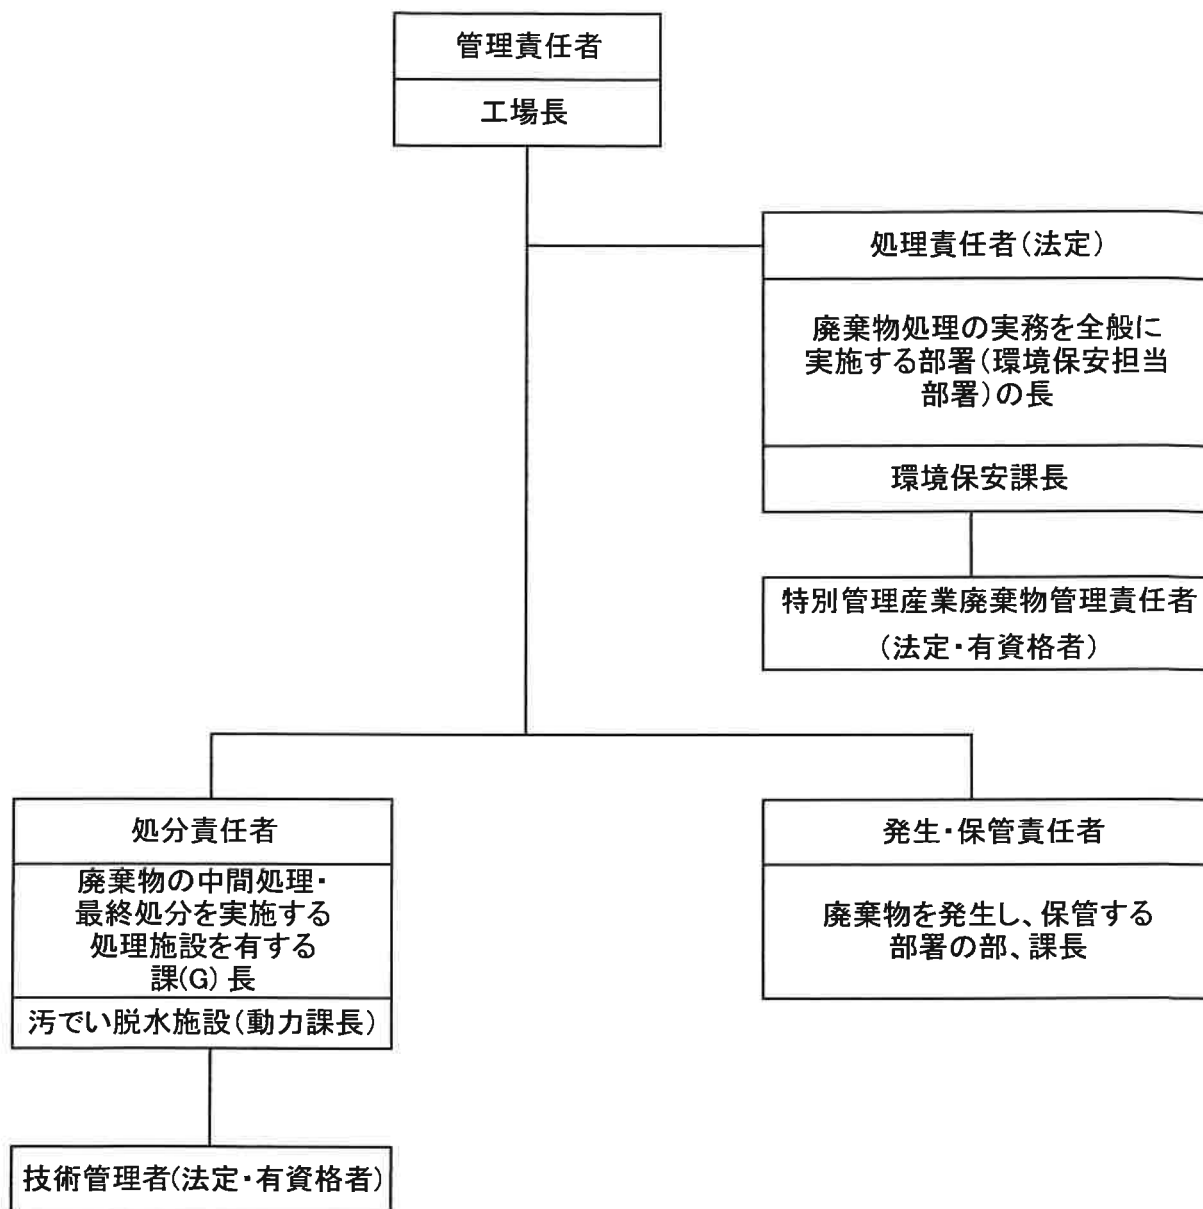 管理責任者
工場長
処理責任者(法定)
廃棄物処理の実務を全般に
実施する部署(環境保安担当
部署)の長
環境保安課長
特別管理産業廃棄物管理責任者
(法定・有資格者)
処分責任者
廃棄物の中間処理・
最終処分を実施する
処理施設を有する
課(G) 長
汚でい脱水施設(動力課長)
技術管理者(法定・有資格者)
発生・保管責任者
廃棄物を発生し、保管する
部署の部、課長